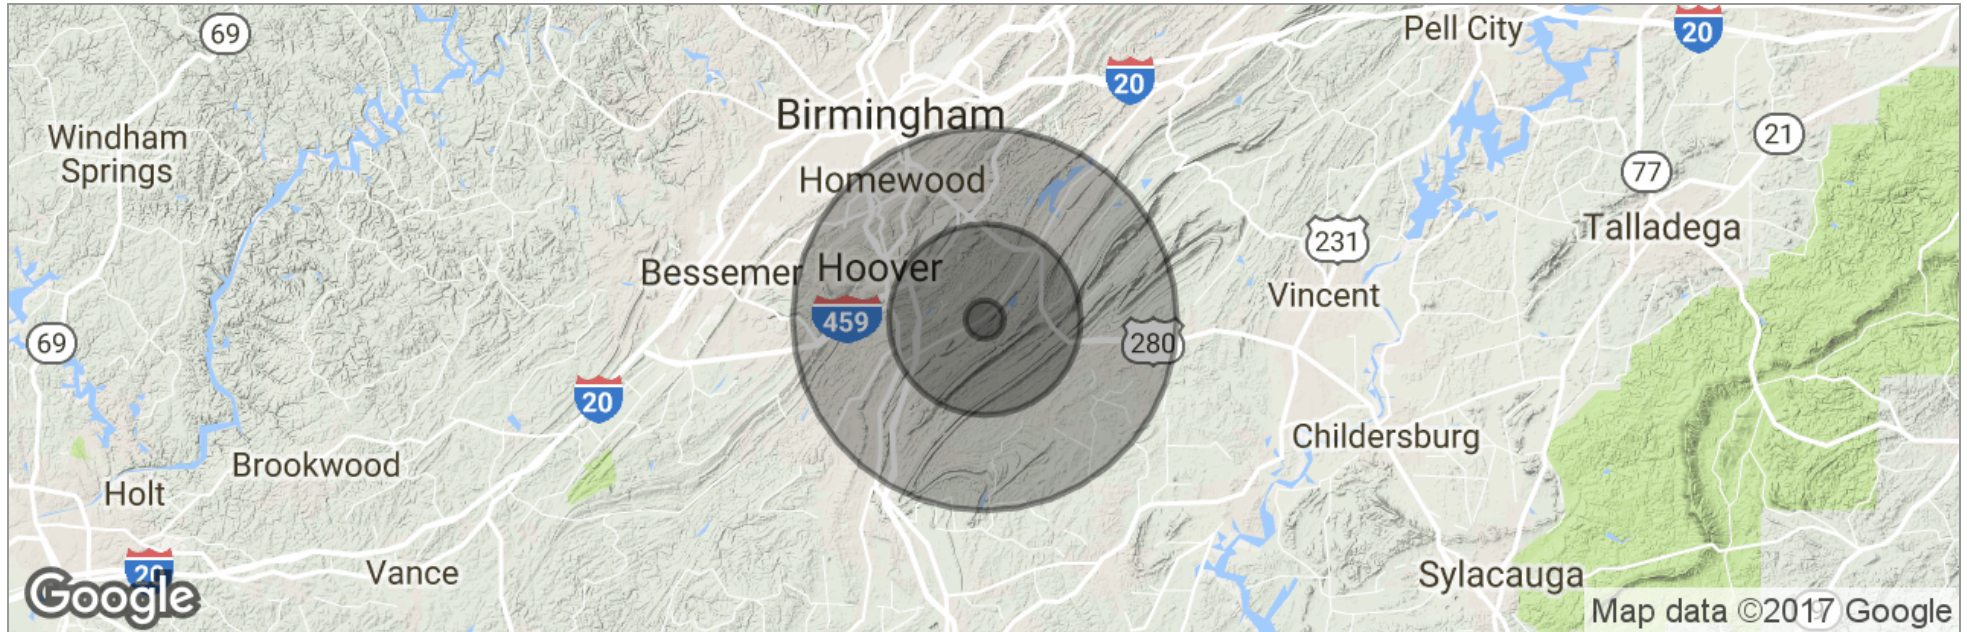 69
Pell City
20
20
Birmingham
Windham
Springs
21
77
Homewood
Talladega
231
Bessemer
Hoover
Vincent
459
69
280
20
Childersburg
Brookwood
Holt
Vance
20
Sylacauga
Google
Map data ©2017 Google